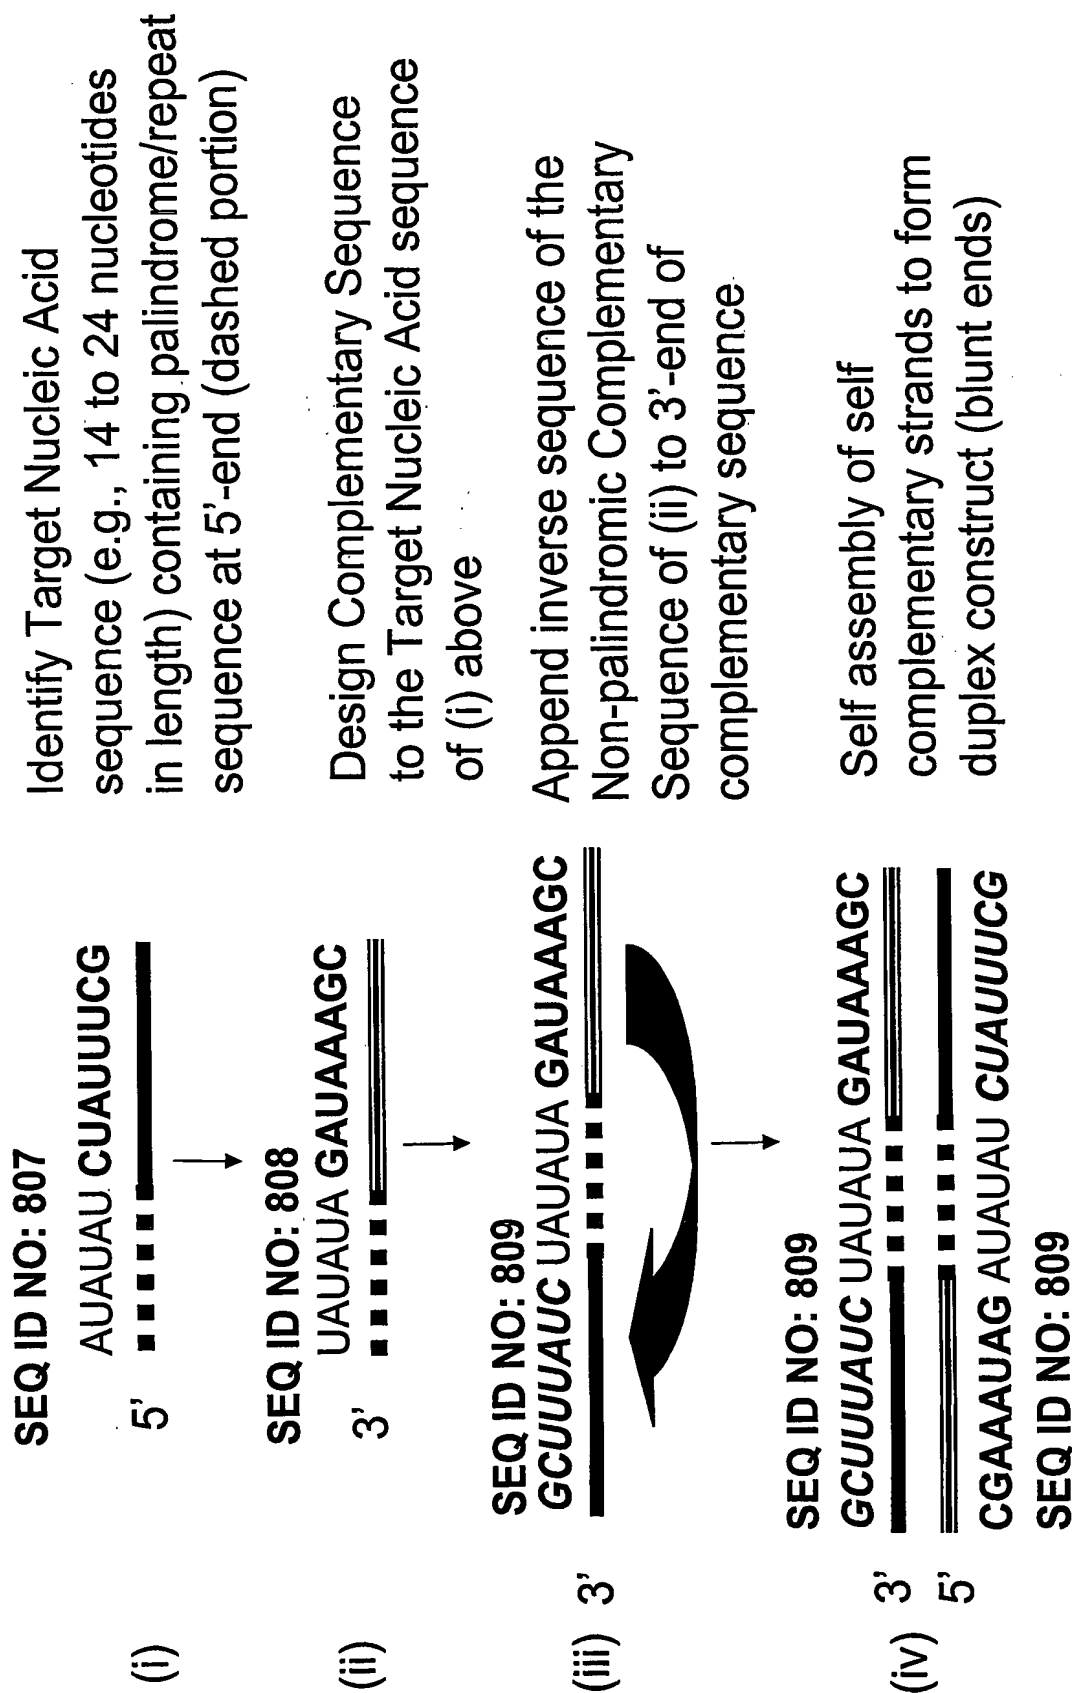 (i)
SEQ ID NO: 807
AUAUAU CUAUUUCG
5’
Identify Target Nucleic Acid
sequence (e.g., 14 to 24 nucleotides
in length) containing palindrome/repeat
sequence at 5’-end (dashed portion)
(ii)
SEQ ID NO: 808
UAUAUA GAUAAAGC
3’
Design Complementary Sequence
to the Target Nucleic Acid sequence
of (i) above
(iii)
SEQ ID NO: 809
GCUUUAUC UAUAUA GAUAAAGC
3’
Append inverse sequence of the
Non-palindromic Complementary
Sequence of (ii) to 3’-end of
complementary sequence
(iv)
SEQ ID NO: 809
GCUUUAUC UAUAUA GAUAAAGC
3’
5’
CGAAAUAG AUAUAU CUAUUUCG
SEQ ID NO: 809
Self assembly of self
complementary strands to form
duplex construct (blunt ends)